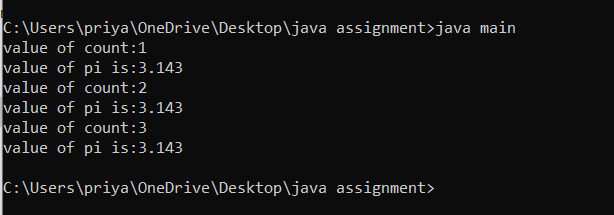 C:\Users\priya\OneDrive\Desktop\java assignment>java main
value of count:1
value of pi is:3.143
value of count:2
value of pi is:3.143
value of count:3
value of pi is:3.143
C:\Users\priya\OneDrive\Desktop\java assignment>